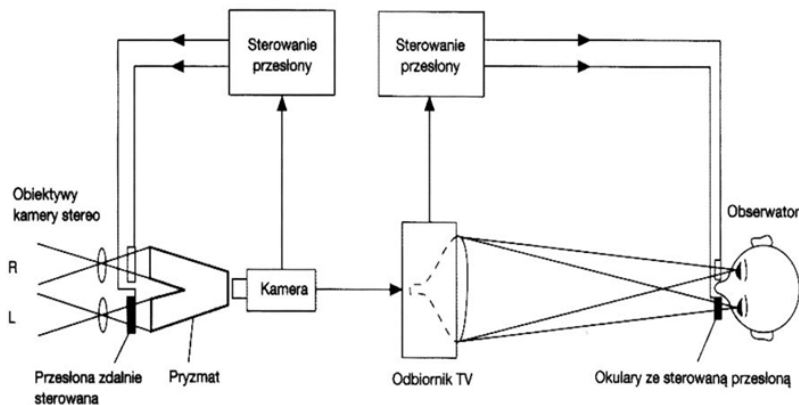 Sterowanie
przesłony
Sterowanie
przesłony
Obiektywy
kamery stereo
Obserwator
R
L
Kamera
Przesłona zdalnie
sterowana
Pryzmat
Odbiornik TV
Okulary ze sterowaną przesłoną